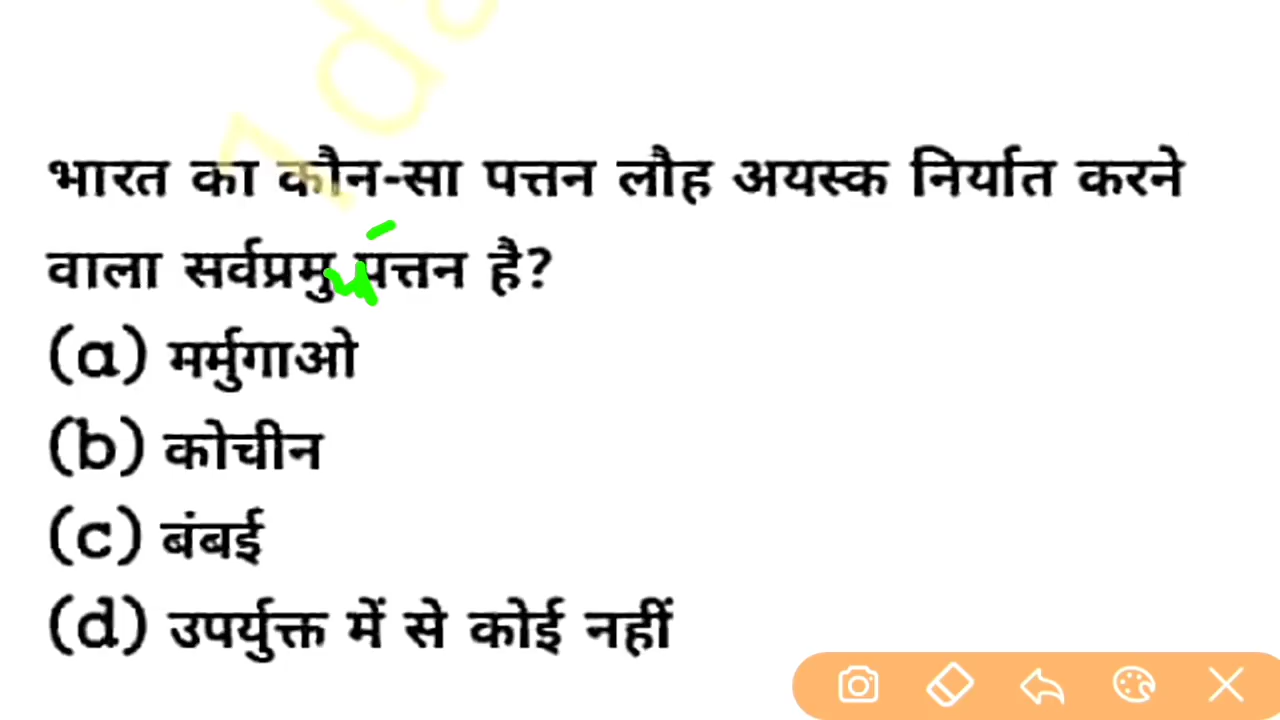 भारत का कौन-सा पत्तन लौह अयस्क निर्यात करने
वाला सर्वप्रमु पत्तन है?
(a) मर्मुगाओ
(b) कोचीन
(c) बंबई
(d) उपर्युक्त में से कोई नहीं